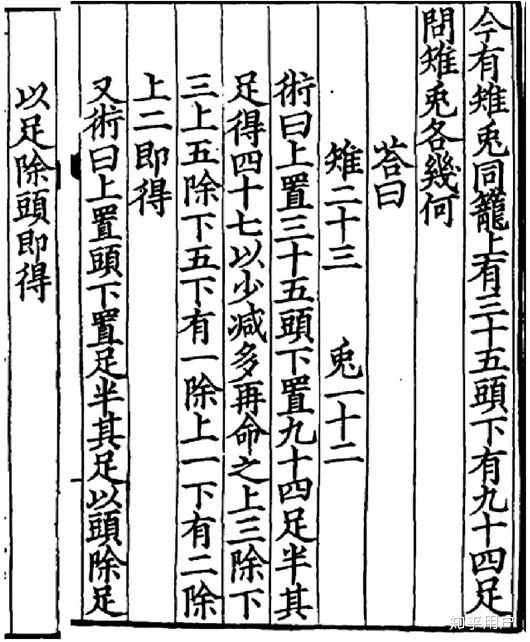 今有雉兎同籠上有三十五頭下有九十四足
問雉兎各幾何
荅曰
雉二十三 兎一十二
術曰上置三十五頭下置九十四足半其
足得四十七以少减多再命之上三除下
三上五除下五下有一除上一下有二除
上二即得
又術曰上置頭下置足半其足以頭除足
以足除頭即得
知乎用户